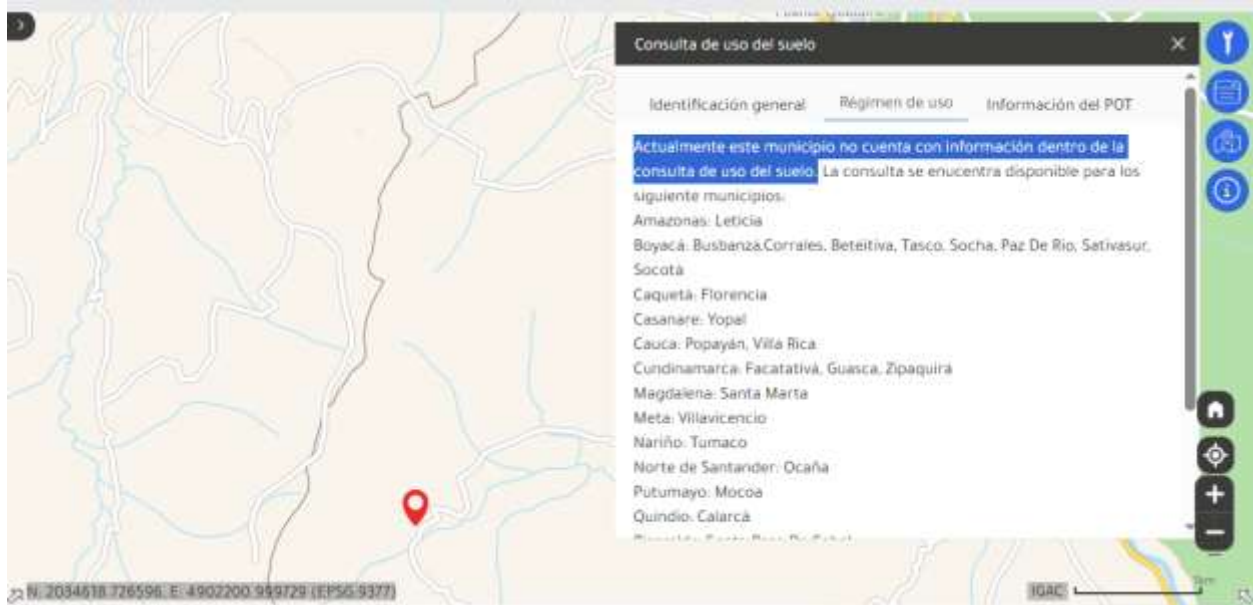 Consulta de uso del suelo
Identificación general Régimen de uso Información del POT
Actualmente este municipio no cuenta con información dentro de la
consulta de uso del suelo. La consulta se enucentra disponible para los
siguiente municipios.
Amazonas: Leticia
Boyacá: Busbanzá,Corrales, Beteitiva, Tasco, Socha, Paz De Rio, Sativasur,
Socotá
Caquetá: Florencia
Casanare: Yopal
Cauca: Popayán, Villa Rica
Cundinamarca: Facatativá, Guasca, Zipaquirá
Magdalena: Santa Marta
Meta: Villavicencio
Nariño: Tumaco
Norte de Santander: Ocaña
Putumayo: Mocoa
Quindio: Calarcá
N: 2034618.726596, E: 4902200.999729 (EPSG:9377)
IGAC